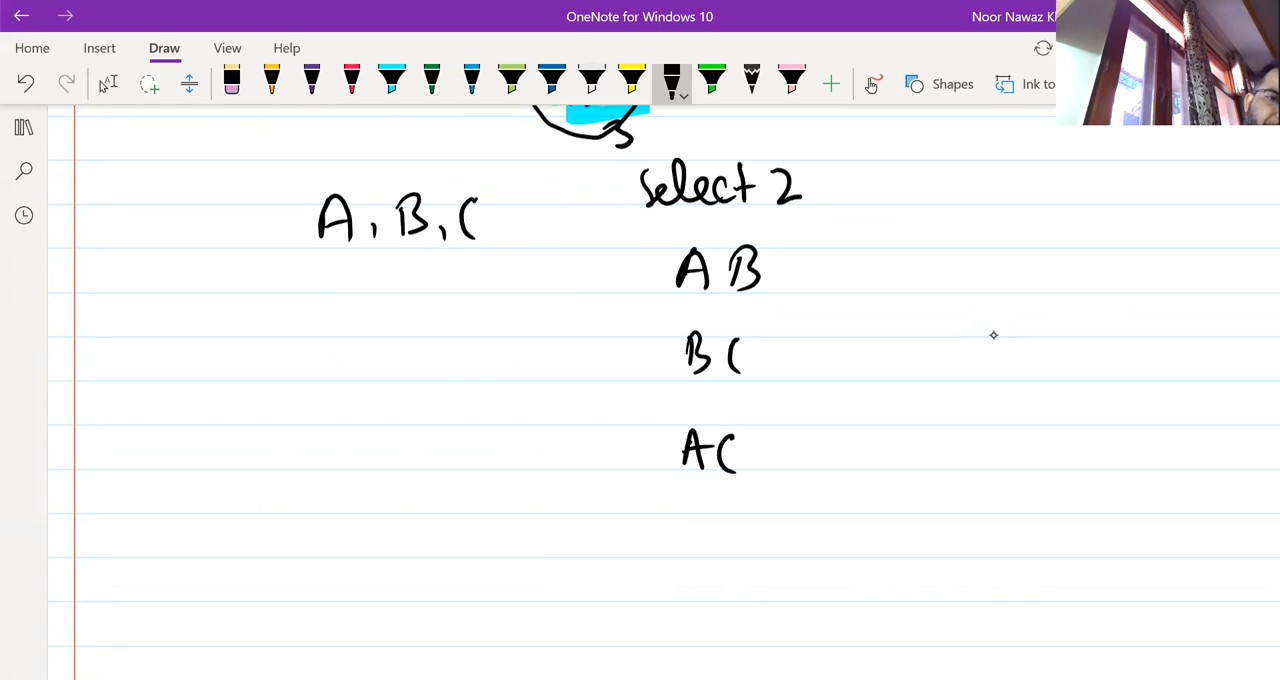 OneNote for Windows 10
Noor Nawaz K
Home Insert Draw View Help
Shapes Ink to
select 2
A, B, C
A B
B C
A C